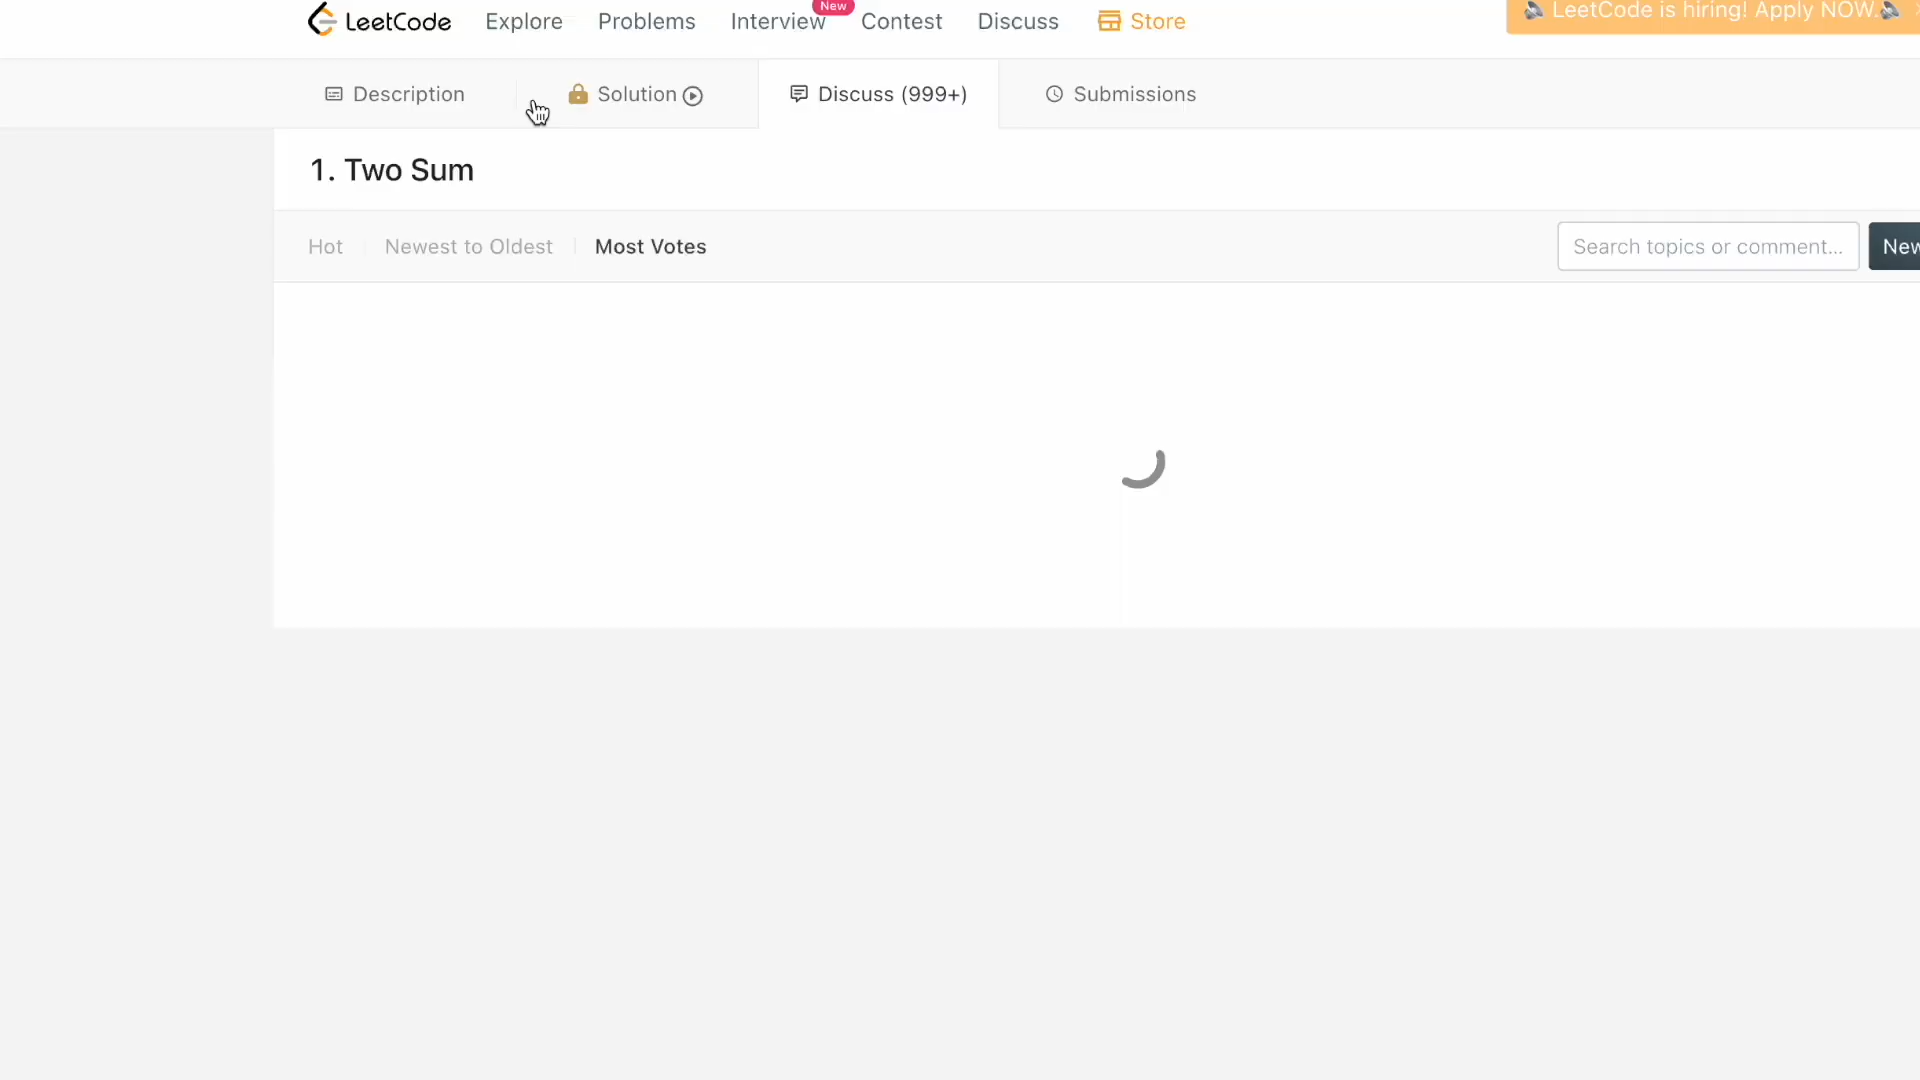 LeetCode Explore Problems Interview New Contest Discuss Store LeetCode is hiring! Apply NOW.
Description Solution Discuss (999+) Submissions
1. Two Sum
Hot Newest to Oldest Most Votes Search topics or comment... New